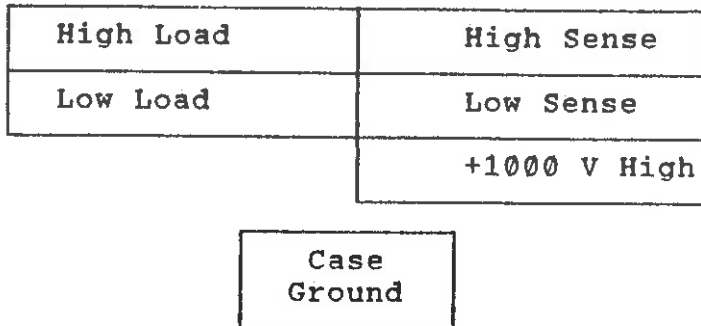 High Load High Sense
Low Load Low Sense
+1000 V High
Case
Ground